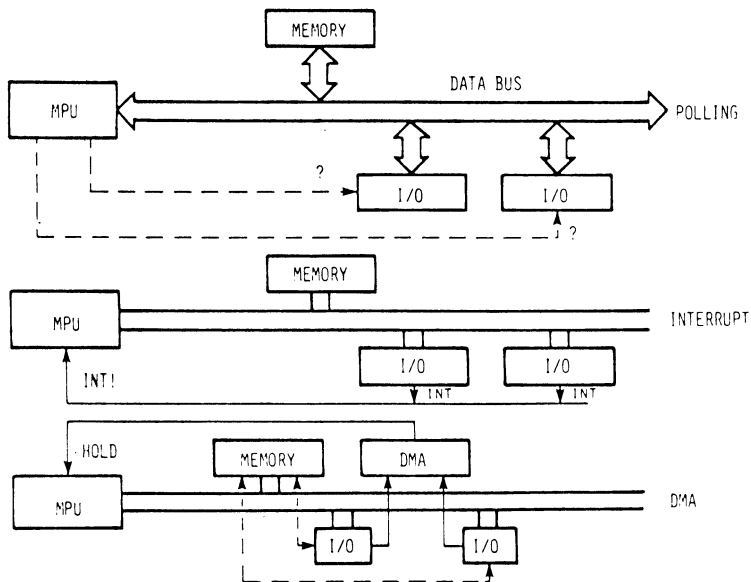 MEMORY
DATA BUS
MPU
POLLING
?
I/O
I/O
?
MEMORY
MPU
INTERRUPT
I/O
I/O
INT!
INT
INT
HOLD
MEMORY
DMA
MPU
DMA
I/O
I/O